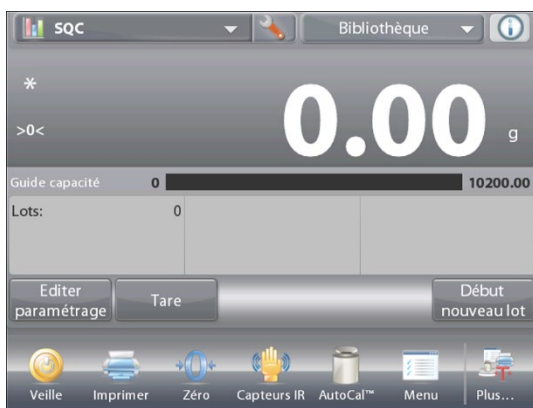 SQC Bibliothèque
*
>0< 0.00 g
Guide capacité 0 10200.00
Lots: 0
Editer
paramétrage
Tare
Début
nouveau lot
Veille Imprimer Zéro Capteurs IR AutoCal™ Menu Plus...